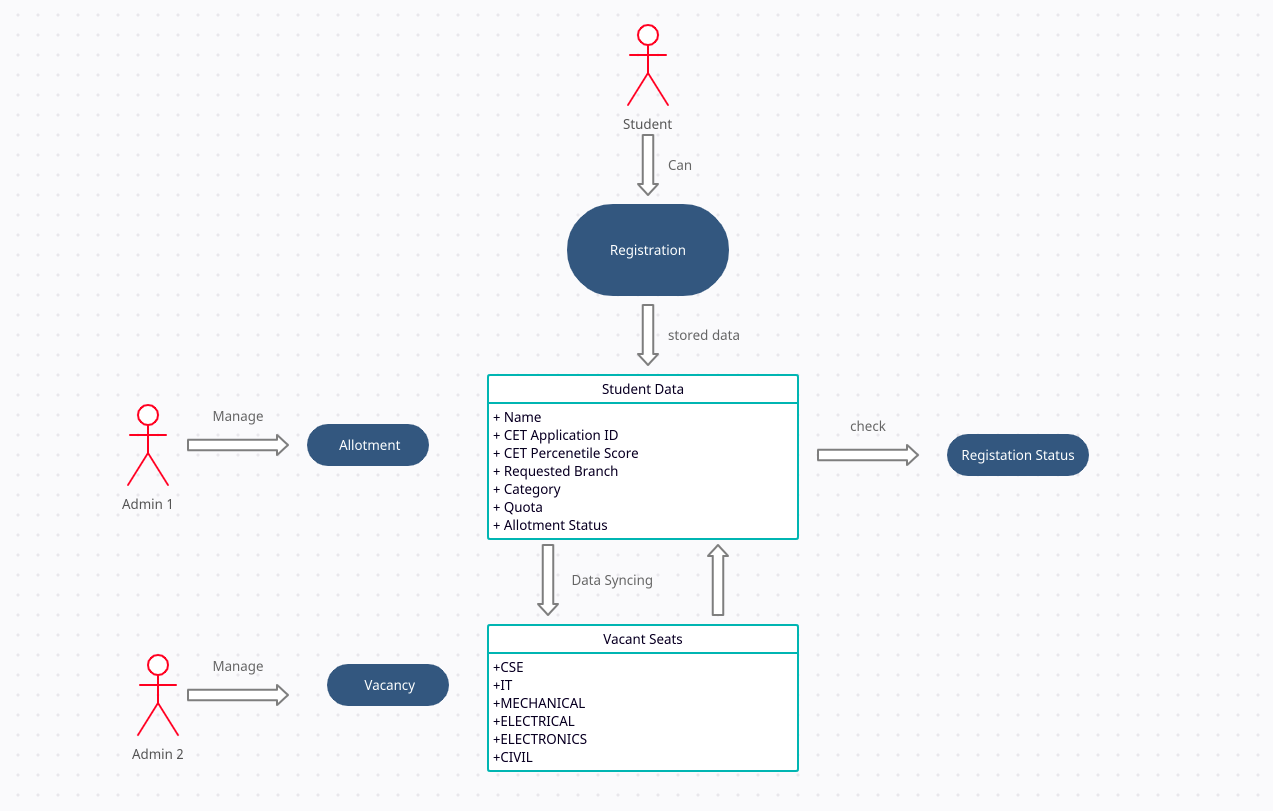 Student
Can
Registration
stored data
Student Data
+ Name
+ CET Application ID
+ CET Percenetile Score
+ Requested Branch
+ Category
+ Quota
+ Allotment Status
Manage
Admin 1
Allotment
check
Registation Status
Data Syncing
Vacant Seats
+CSE
+IT
+MECHANICAL
+ELECTRICAL
+ELECTRONICS
+CIVIL
Manage
Admin 2
Vacancy